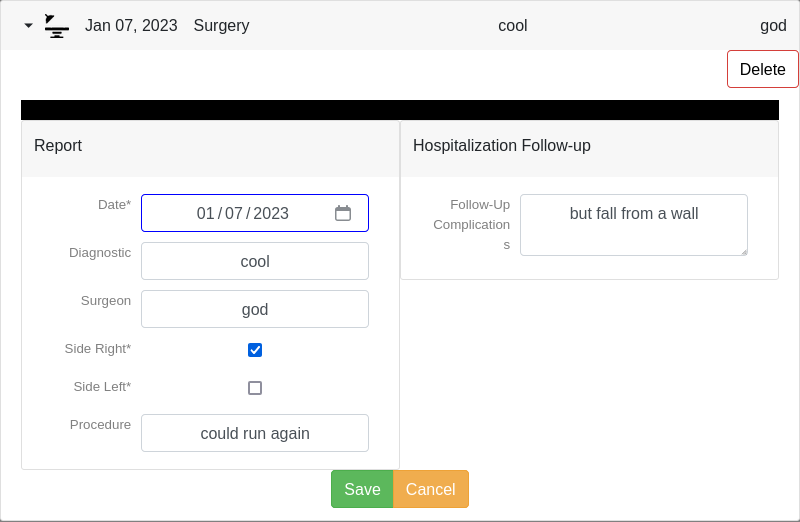 Jan 07, 2023 Surgery cool god
Delete
Report
Hospitalization Follow-up
Date* 01/07/2023
Diagnostic cool
Surgeon god
Side Right*
Side Left*
Procedure could run again
Follow-Up
Complication
s
but fall from a wall
Save Cancel